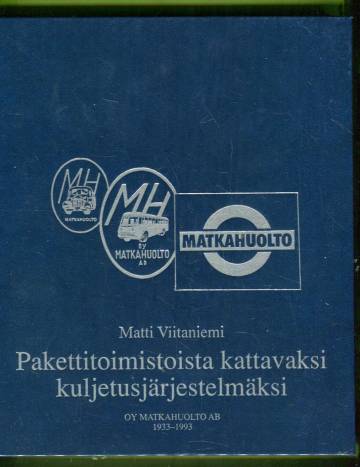 MH
MATKAHUOLTO
MH
OY
MATKAHUOLTO
AB
MATKAHUOLTO
Matti Viitaniemi
Pakettitoimistoista kattavaksi
kuljetusjärjestelmäksi
OY MATKAHUOLTO AB
1933–1993